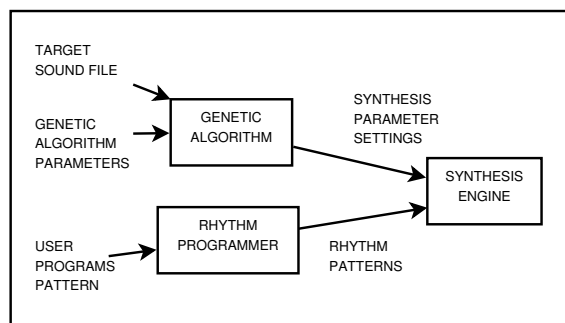 TARGET
SOUND FILE
GENETIC
ALGORITHM
PARAMETERS
GENETIC
ALGORITHM
SYNTHESIS
PARAMETER
SETTINGS
SYNTHESIS
ENGINE
USER
PROGRAMS
PATTERN
RHYTHM
PROGRAMMER
RHYTHM
PATTERNS